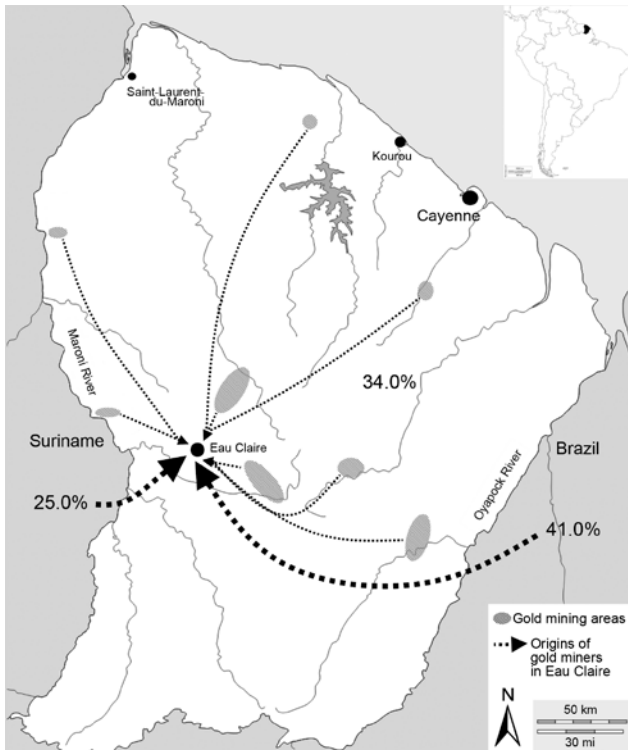 Saint-Laurent-
du-Maroni
Kourou
Cayenne
Maroni River
34.0%
Suriname
Eau Claire
Brazil
Oyapock River
25.0%
41.0%
Gold mining areas
Origins of
gold miners
in Eau Claire
N
50 km
30 mi